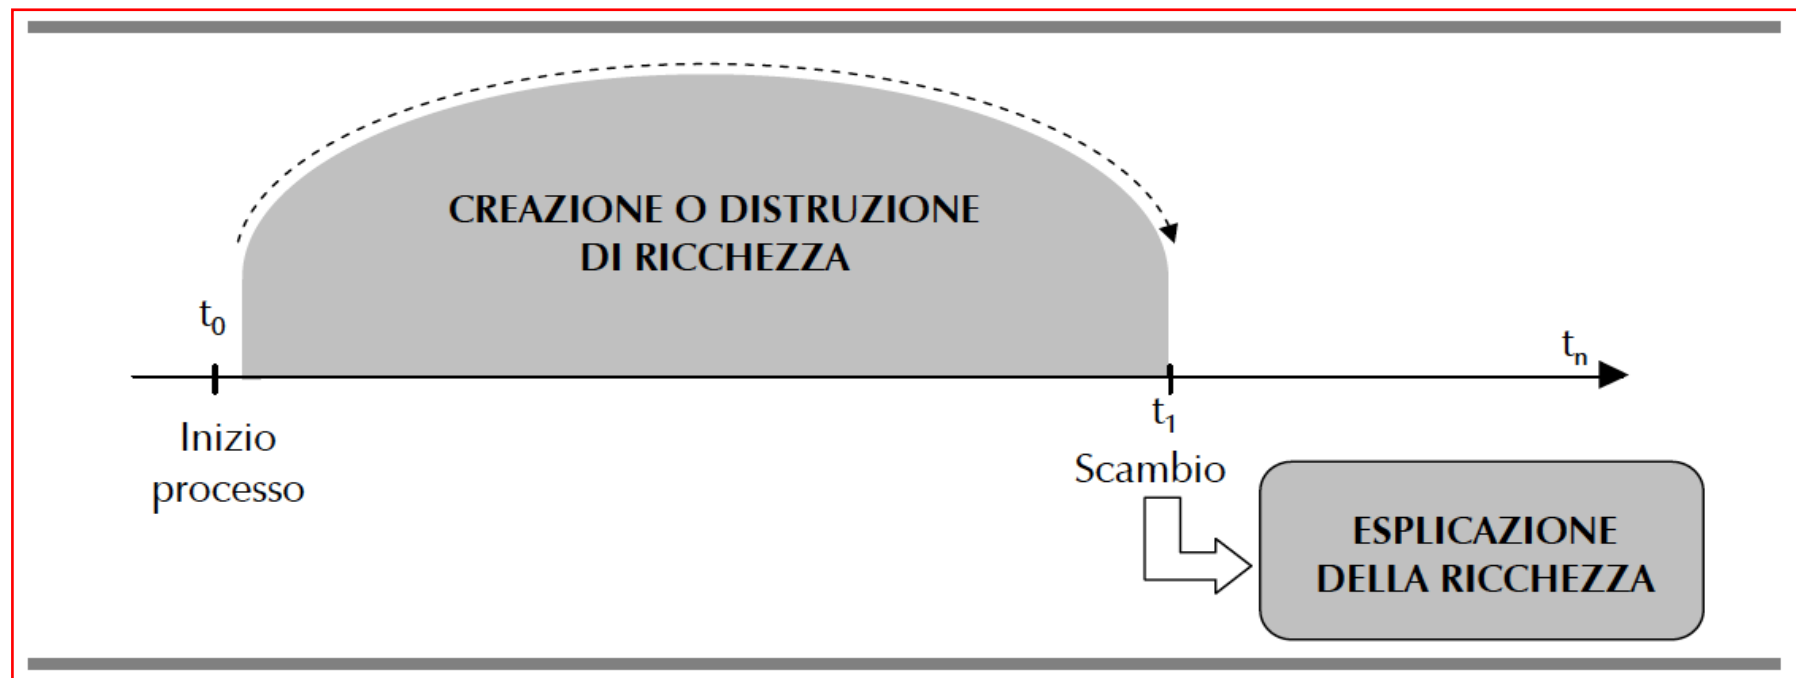 CREAZIONE O DISTRUZIONE
DI RICCHEZZA
t0
tn
Inizio
processo
t1
Scambio
ESPLICAZIONE
DELLA RICCHEZZA